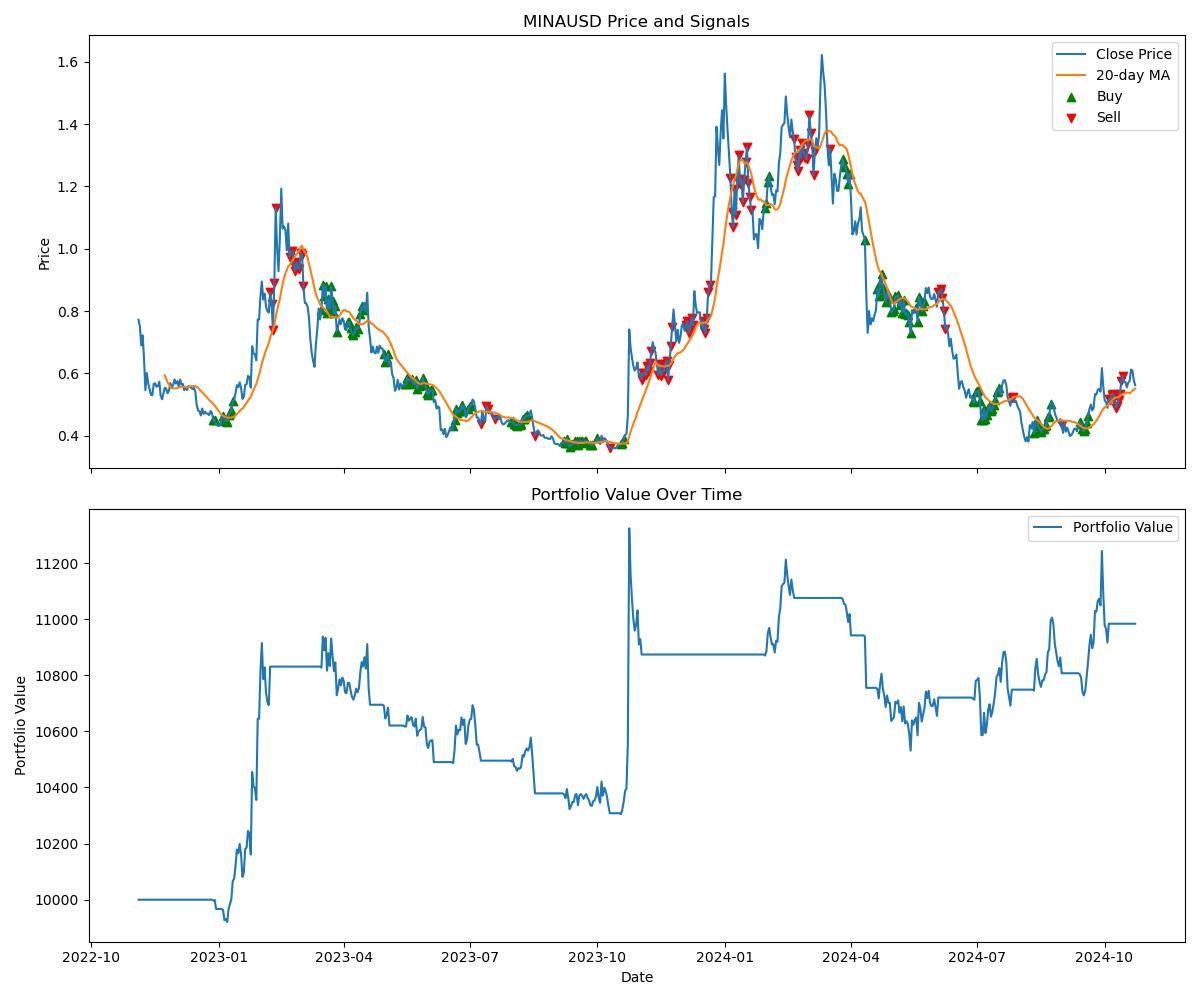 MINAUSD Price and Signals
Price
1.6
1.4
1.2
1.0
0.8
0.6
0.4
Close Price
20-day MA
Buy
Sell
Portfolio Value Over Time
Portfolio Value
11200
11000
10800
10600
10400
10200
10000
Portfolio Value
2022-10
2023-01
2023-04
2023-07
2023-10
2024-01
2024-04
2024-07
2024-10
Date